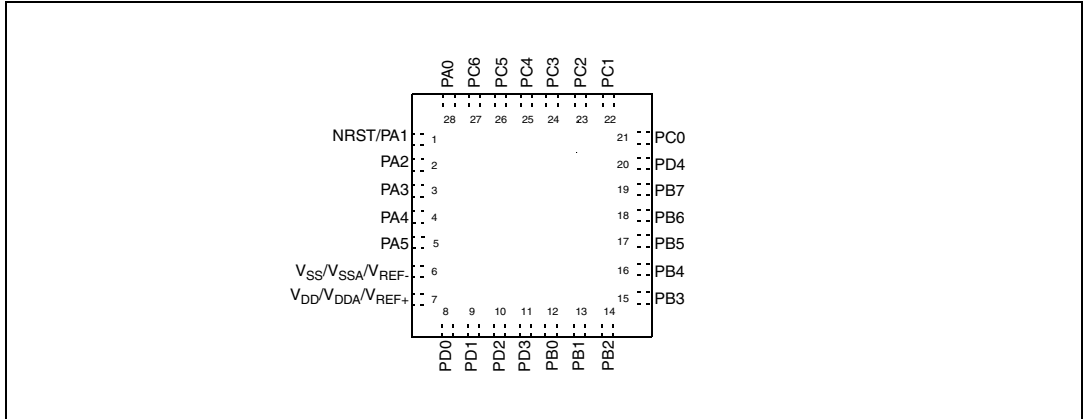 PA0 PC6 PC5 PC4 PC3 PC2 PC1
28 27 26 25 24 23 22
NRST/PA1 1 21 PC0
PA2 2 20 PD4
PA3 3 19 PB7
PA4 4 18 PB6
PA5 5 17 PB5
VSS/VSSA/VREF- 6 16 PB4
VDD/VDDA/VREF+ 7 15 PB3
8 9 10 11 12 13 14
PD0 PD1 PD2 PD3 PB0 PB1 PB2